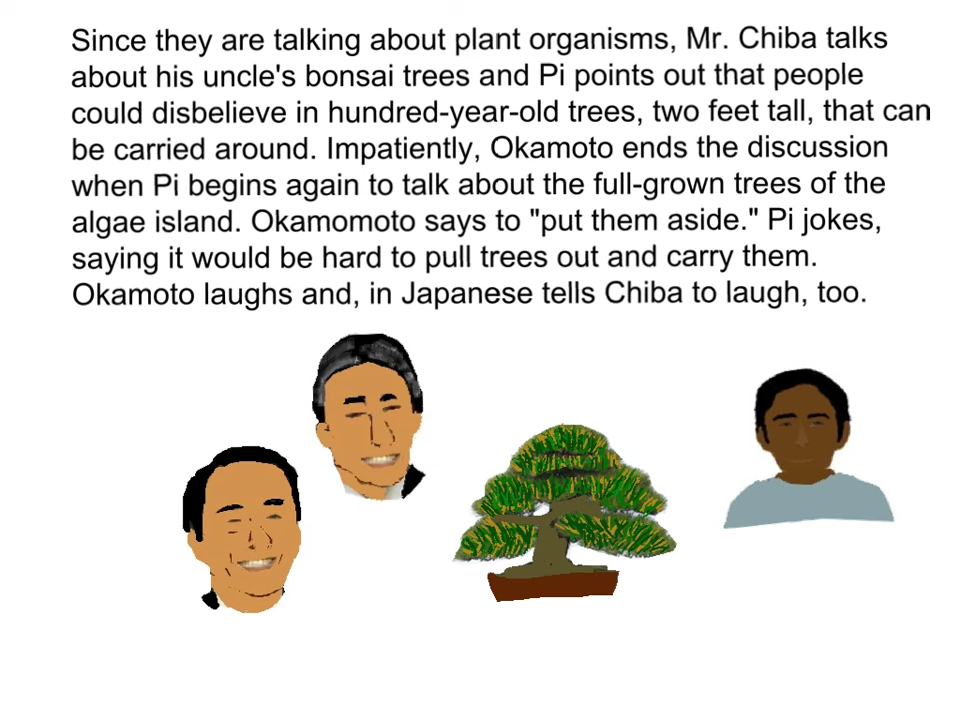 Since they are talking about plant organisms, Mr. Chiba talks
about his uncle's bonsai trees and Pi points out that people
could disbelieve in hundred-year-old trees, two feet tall, that can
be carried around. Impatiently, Okamoto ends the discussion
when Pi begins again to talk about the full-grown trees of the
algae island. Okamomoto says to "put them aside." Pi jokes,
saying it would be hard to pull trees out and carry them.
Okamoto laughs and, in Japanese tells Chiba to laugh, too.